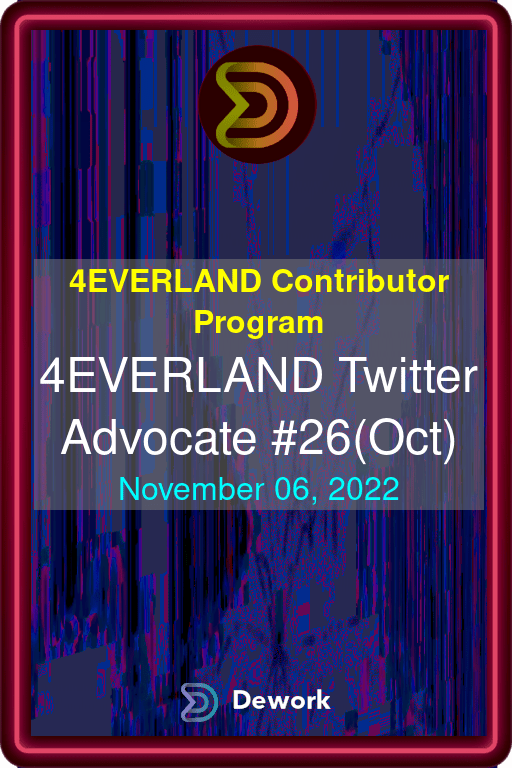 4EVERLAND Contributor
Program
4EVERLAND Twitter
Advocate #26(Oct)
November 06, 2022
Dework